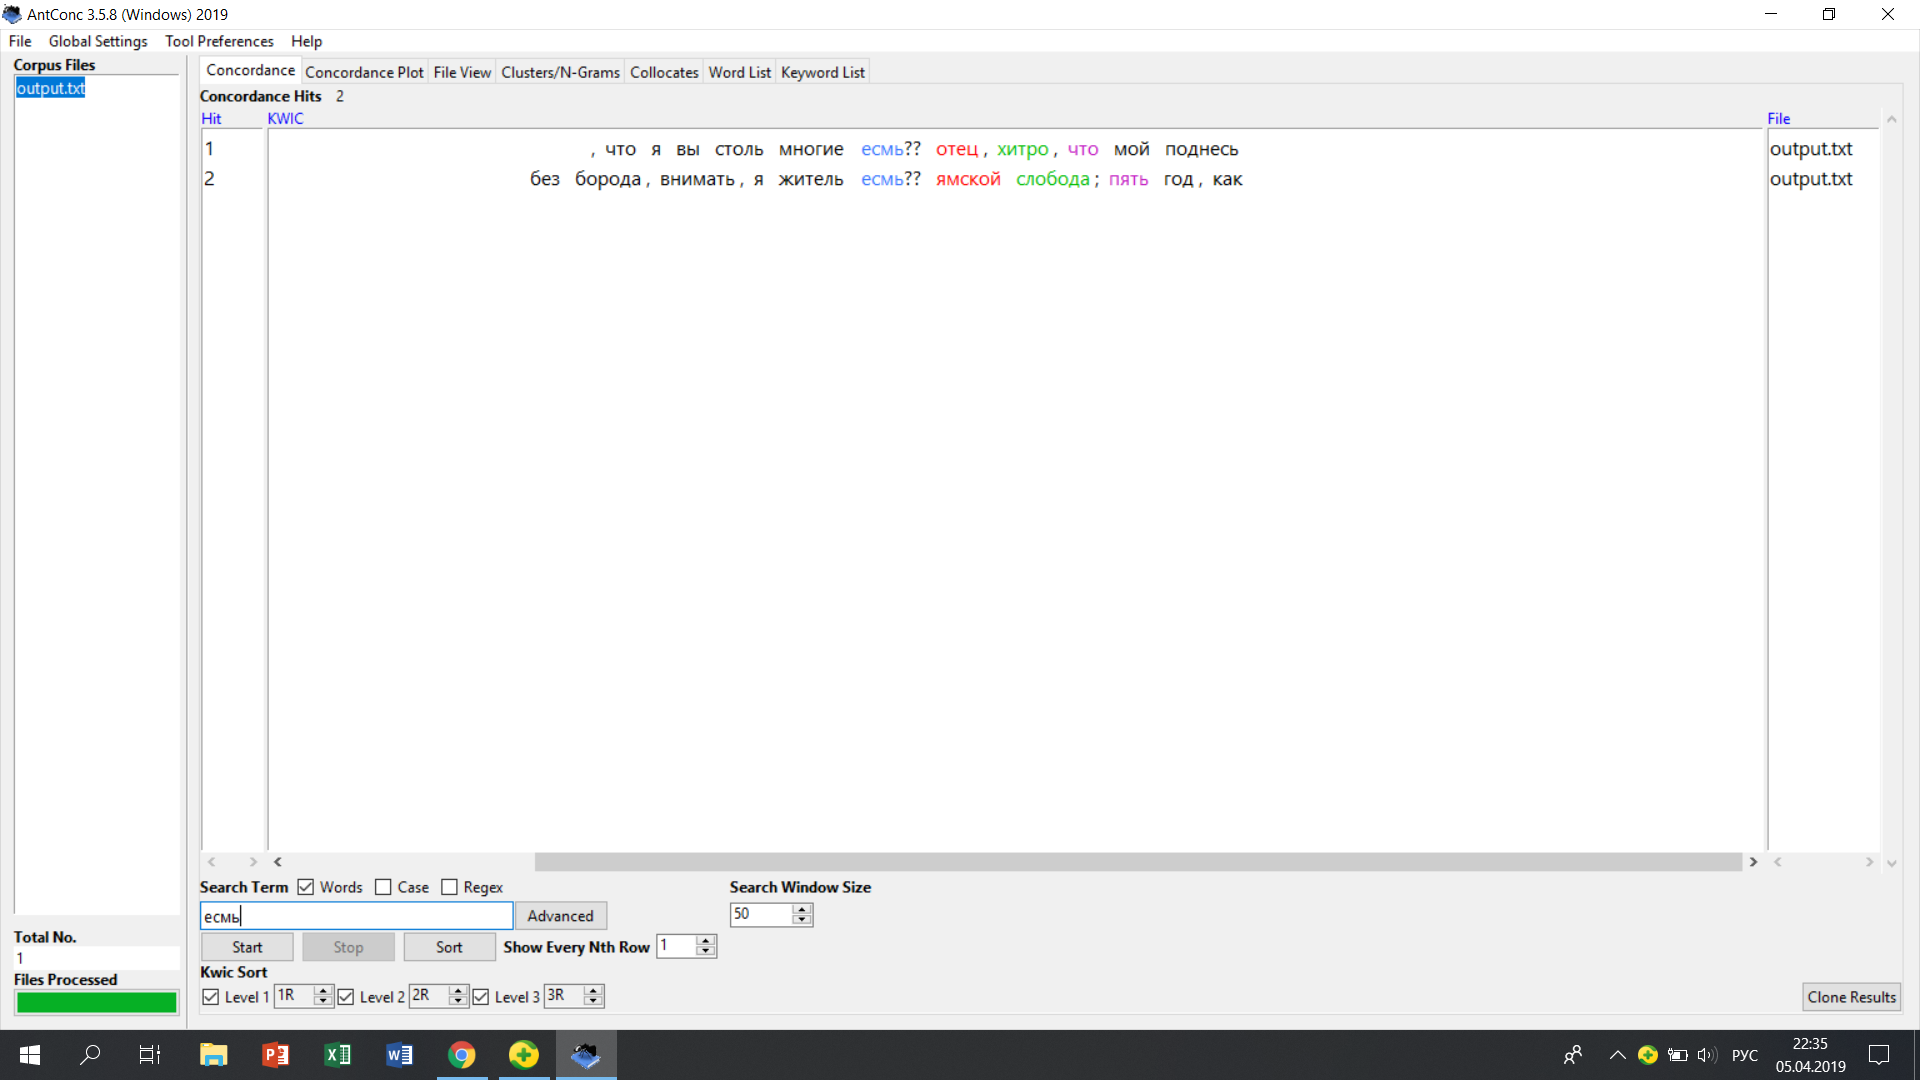 AntConc 3.5.8 (Windows) 2019
File Global Settings Tool Preferences Help
Corpus Files
output.txt
Concordance Concordance Plot File View Clusters/N-Grams Collocates Word List Keyword List
Concordance Hits 2
Hit KWIC File
1 , что я вы столь многие есмь?? отец , хитро , что мой поднесь output.txt
2 без борода , внимать , я житель есмь?? ямской слобода ; пять год , как output.txt
Search Term Words Case Regex Search Window Size
есмь Advanced 50
Total No.
1
Start Stop Sort Show Every Nth Row 1
Files Processed
Kwic Sort
Level 1 1R Level 2 2R Level 3 3R Clone Results
РУС
22:35
05.04.2019